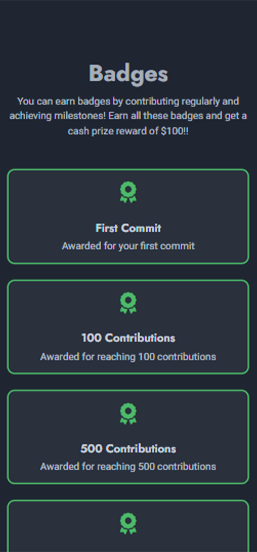 Badges
You can earn badges by contributing regularly and
achieving milestones! Earn all these badges and get a
cash prize reward of $100!!
First Commit
Awarded for your first commit
100 Contributions
Awarded for reaching 100 contributions
500 Contributions
Awarded for reaching 500 contributions